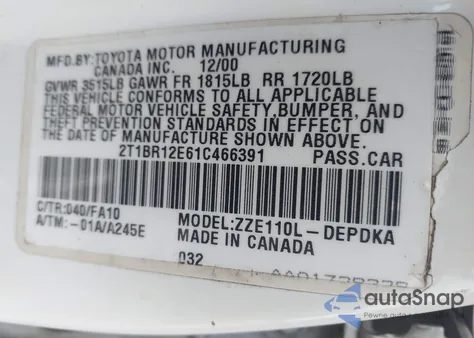 MFD.BY:TOYOTA MOTOR MANUFACTURING
CANADA INC. 12/00
GVWR 3515LB GAWR FR 1815LB RR 1720LB
THIS VEHICLE CONFORMS TO ALL APPLICABLE
FEDERAL MOTOR VEHICLE SAFETY,BUMPER, AND
THEFT PREVENTION STANDARDS IN EFFECT ON
THE DATE OF MANUFACTURE SHOWN ABOVE.
2T1BR12E61C466391 PASS.CAR
C/TR:040/FA10 MODEL:ZZE110L-DEPDKA
A/TM:-01A/A245E MADE IN CANADA
032
autoSnap
Pewne auto